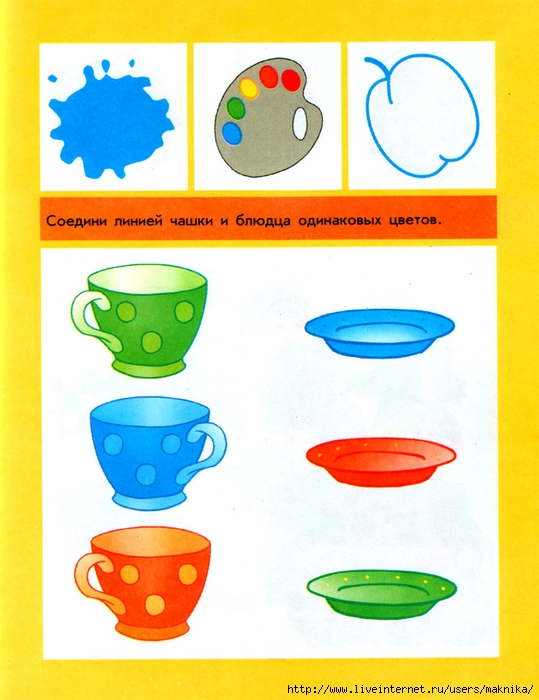 Соедини линией чашки и блюдца одинаковых цветов.
http://www.liveinternet.ru/users/maknika/